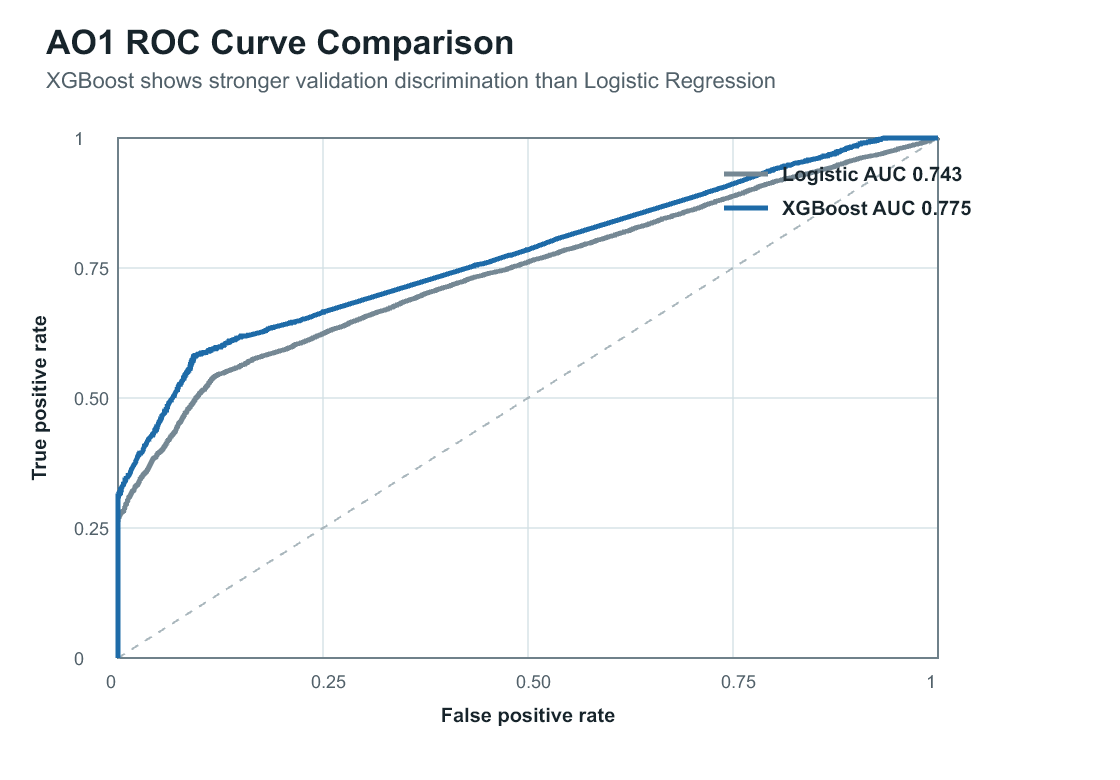 AO1 ROC Curve Comparison
XGBoost shows stronger validation discrimination than Logistic Regression
1
Logistic AUC 0.743
XGBoost AUC 0.775
0.75
0.50
0.25
0
True positive rate
0 0.25 0.50 0.75 1
False positive rate